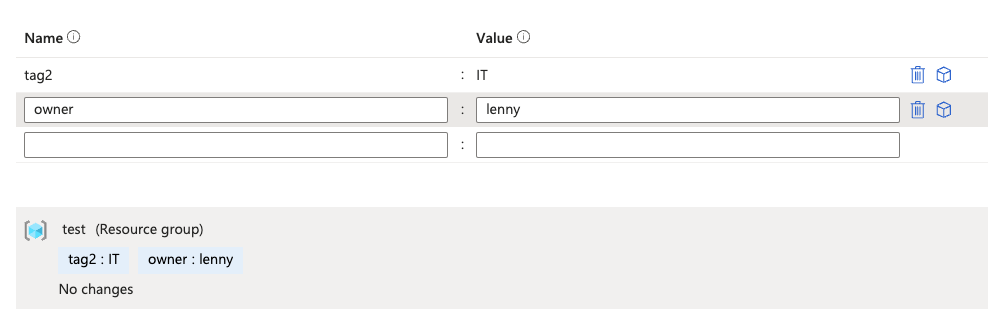 Name Value
tag2 : IT
owner : lenny
:
test (Resource group)
tag2 : IT owner : lenny
No changes